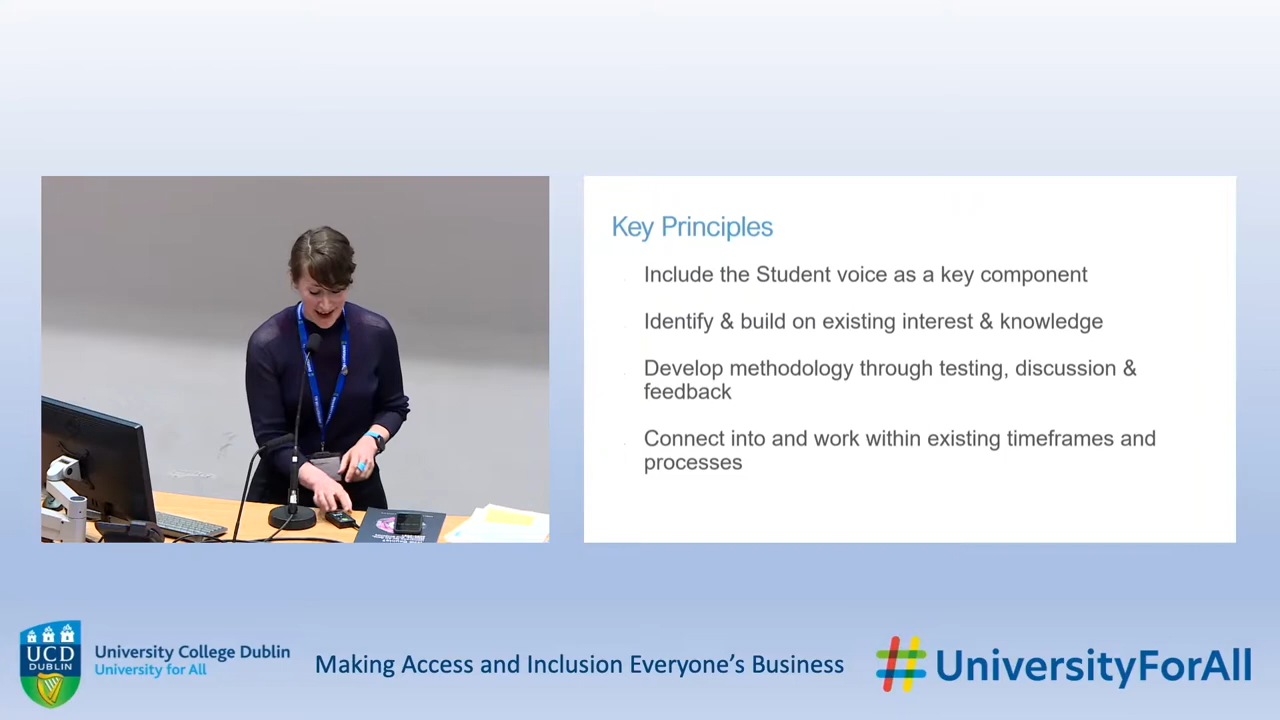 Key Principles
Include the Student voice as a key component
Identify & build on existing interest & knowledge
Develop methodology through testing, discussion &
feedback
Connect into and work within existing timeframes and
processes
UCD
DUBLIN
University College Dublin
University for All
Making Access and Inclusion Everyone's Business
#UniversityForAll